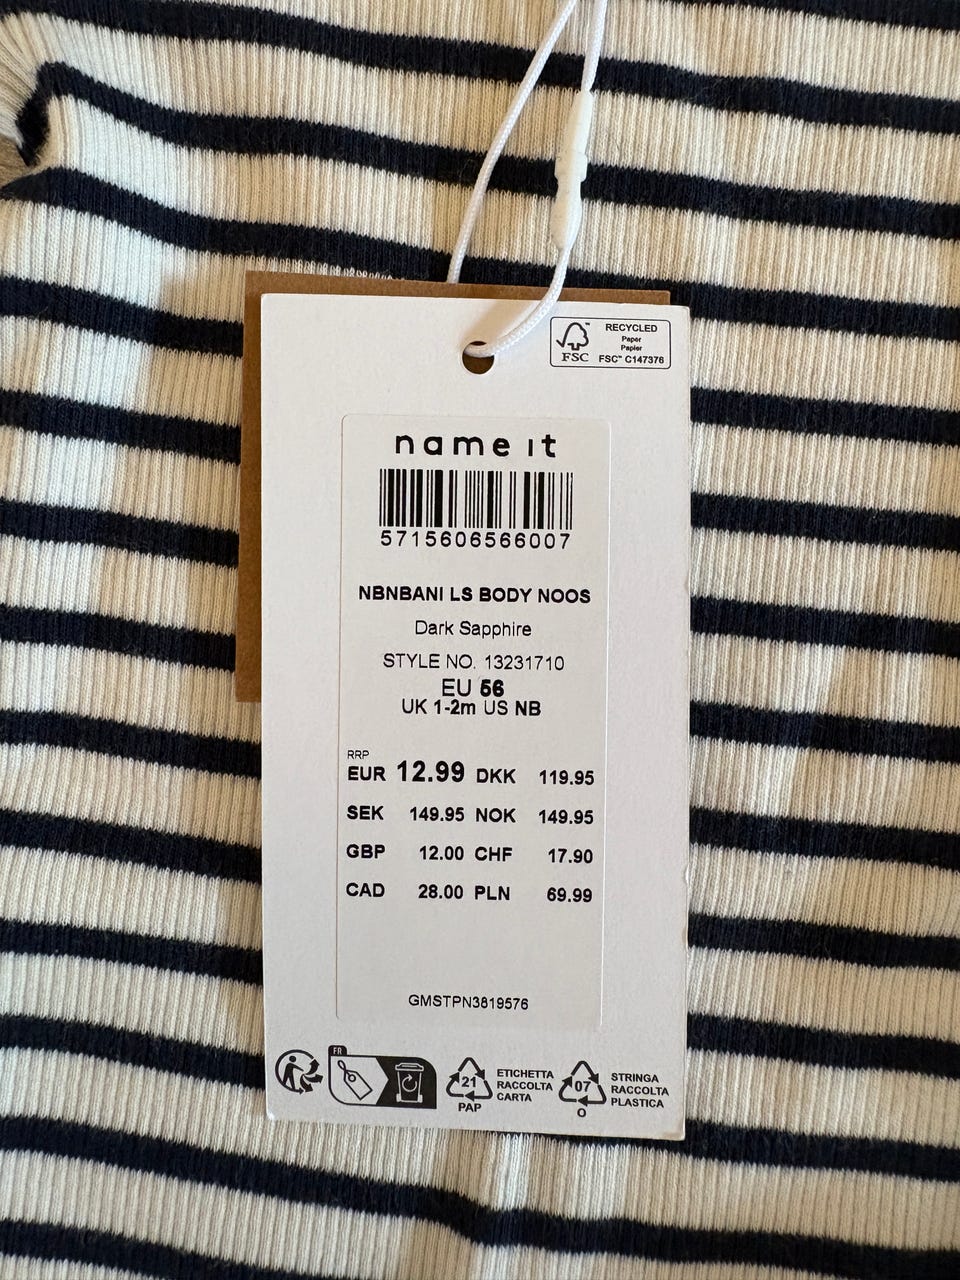 RECYCLED
Paper
Papier
FSC™ C147376
FSC™
name it
5715606566007
NBNBANI LS BODY NOOS
Dark Sapphire
STYLE NO. 13231710
EU 56
UK 1-2m US NB
RRP
EUR 12.99 DKK 119.95
SEK 149.95 NOK 149.95
GBP 12.00 CHF 17.90
CAD 28.00 PLN 69.99
GMSTPN3819576
FR
21
PAP
ETICHETTA
RACCOLTA
CARTA
07
O
STRINGA
RACCOLTA
PLASTICA